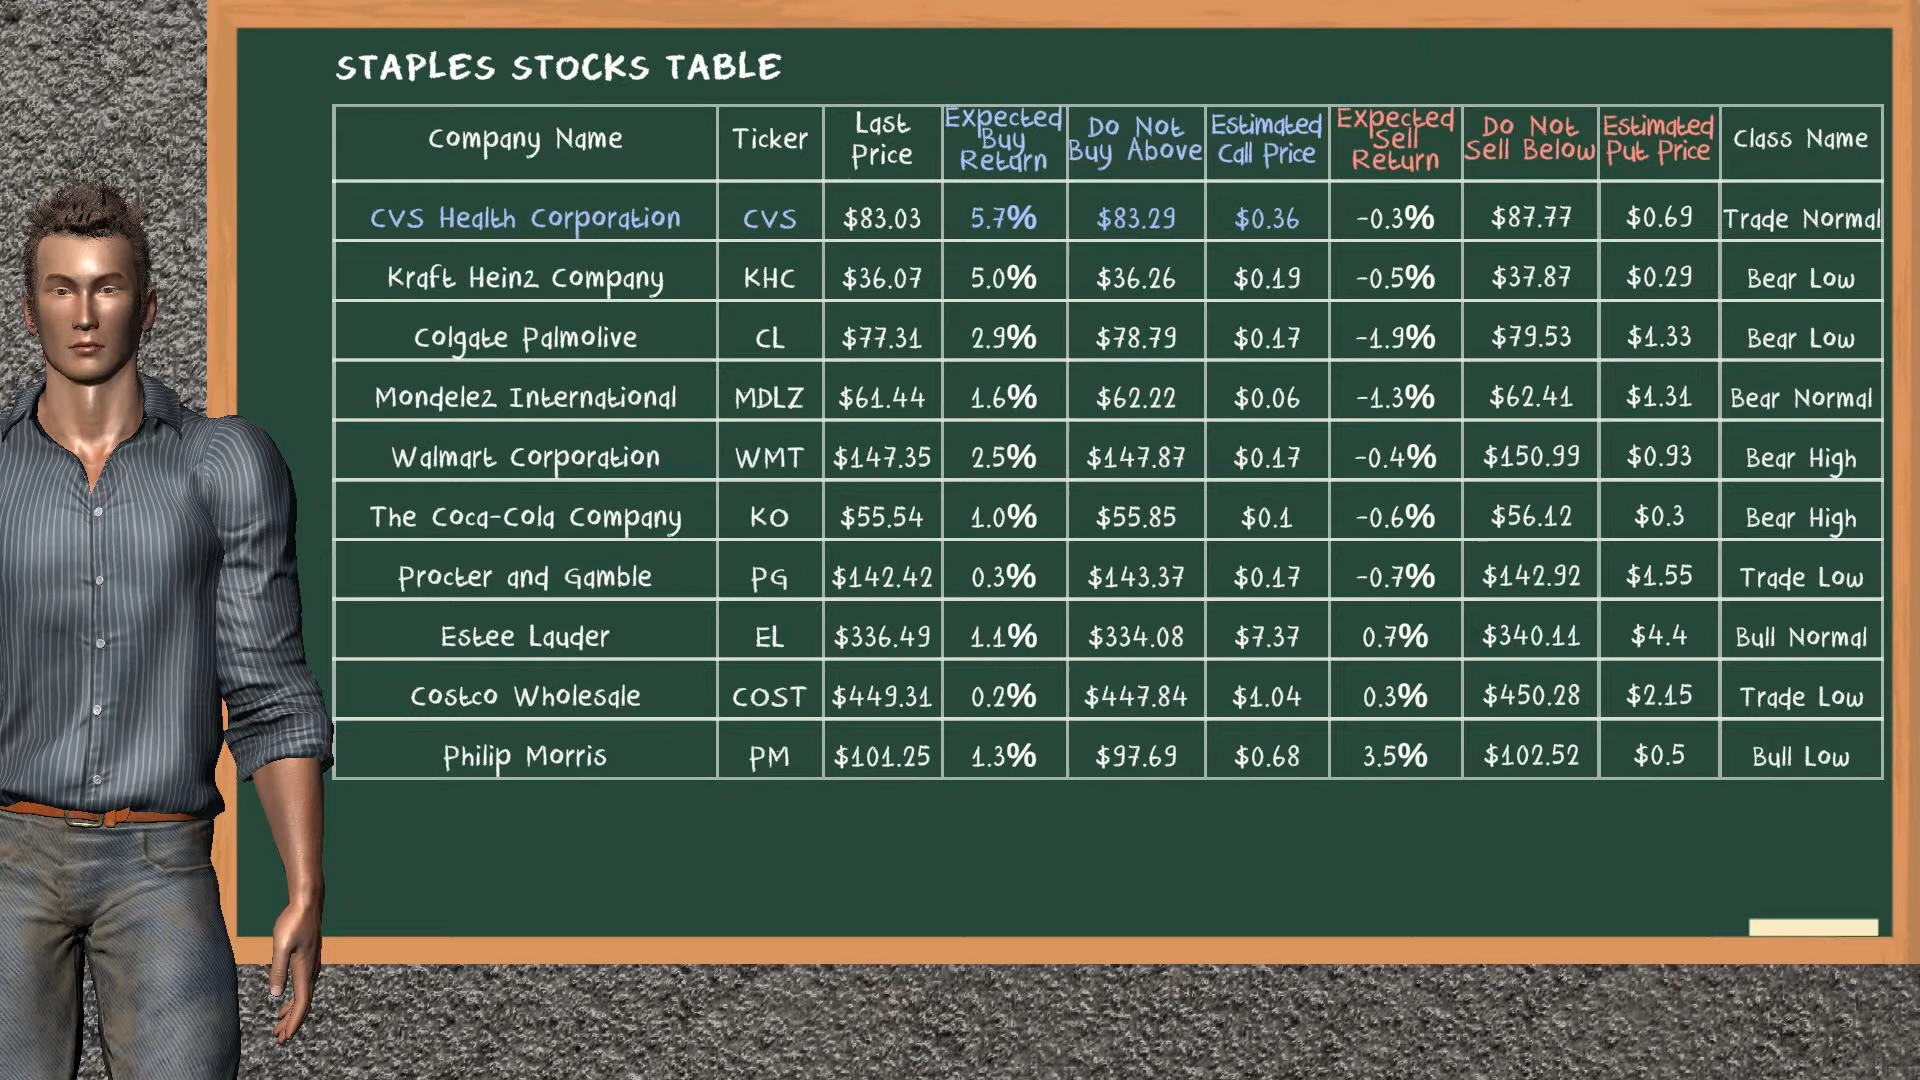 STAPLES STOCKS TABLE
Company Name Ticker Last Price Expected Buy Return Do Not Buy Above Estimated Call Price Expected Sell Return Do Not Sell Below Estimated Put Price Class Name
CVS Health Corporation CVS $83.03 5.7% $83.29 $0.36 -0.3% $87.77 $0.69 Trade Normal
Kraft Heinz Company KHC $36.07 5.0% $36.26 $0.19 -0.5% $37.87 $0.29 Bear Low
Colgate Palmolive CL $77.31 2.9% $78.79 $0.17 -1.9% $79.53 $1.33 Bear Low
Mondelez International MDLZ $61.44 1.6% $62.22 $0.06 -1.3% $62.41 $1.31 Bear Normal
Walmart Corporation WMT $147.35 2.5% $147.87 $0.17 -0.4% $150.99 $0.93 Bear High
The Coca-Cola Company KO $55.54 1.0% $55.85 $0.1 -0.6% $56.12 $0.3 Bear High
Procter and Gamble PG $142.42 0.3% $143.37 $0.17 -0.7% $142.92 $1.55 Trade Low
Estee Lauder EL $336.49 1.1% $334.08 $7.37 0.7% $340.11 $4.4 Bull Normal
Costco Wholesale COST $449.31 0.2% $447.84 $1.04 0.3% $450.28 $2.15 Trade Low
Philip Morris PM $101.25 1.3% $97.69 $0.68 3.5% $102.52 $0.5 Bull Low